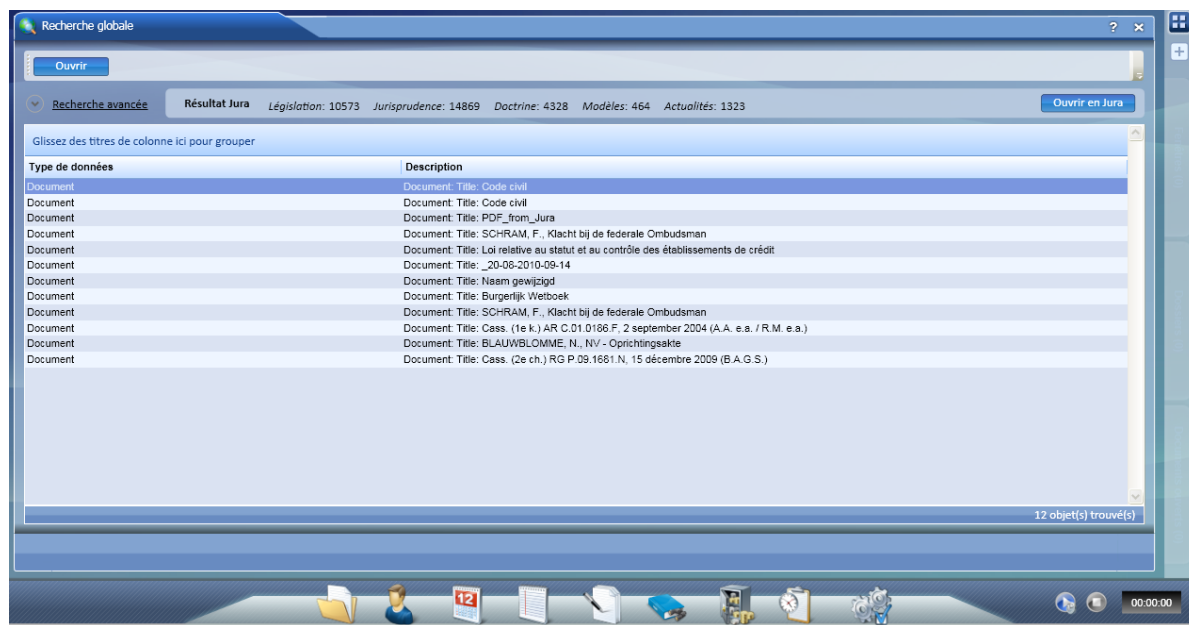 Recherche globale
? ×
Ouvrir
Recherche avancée Résultat Jura Législation: 10573 Jurisprudence: 14869 Doctrine: 4328 Modèles: 464 Actualités: 1323 Ouvrir en Jura
Glissez des titres de colonne ici pour grouper
Type de données Description
Document Document: Title: Code civil
Document Document: Title: Code civil
Document Document: Title: PDF_from_Jura
Document Document: Title: SCHRAM, F., Klacht bij de federale Ombudsman
Document Document: Title: Loi relative au statut et au contrôle des établissements de crédit
Document Document: Title: _20-08-2010-09-14
Document Document: Title: Naam gewijzigd
Document Document: Title: Burgerlijk Wetboek
Document Document: Title: SCHRAM, F., Klacht bij de federale Ombudsman
Document Document: Title: Cass. (1e k.) AR C.01.0186.F, 2 september 2004 (A.A. e.a. / R.M. e.a.)
Document Document: Title: BLAUWBLOMME, N., NV - Oprichtingsakte
Document Document: Title: Cass. (2e ch.) RG P.09.1681.N, 15 décembre 2009 (B.A.G.S.)
12 objet(s) trouvé(s)
12
00:00:00